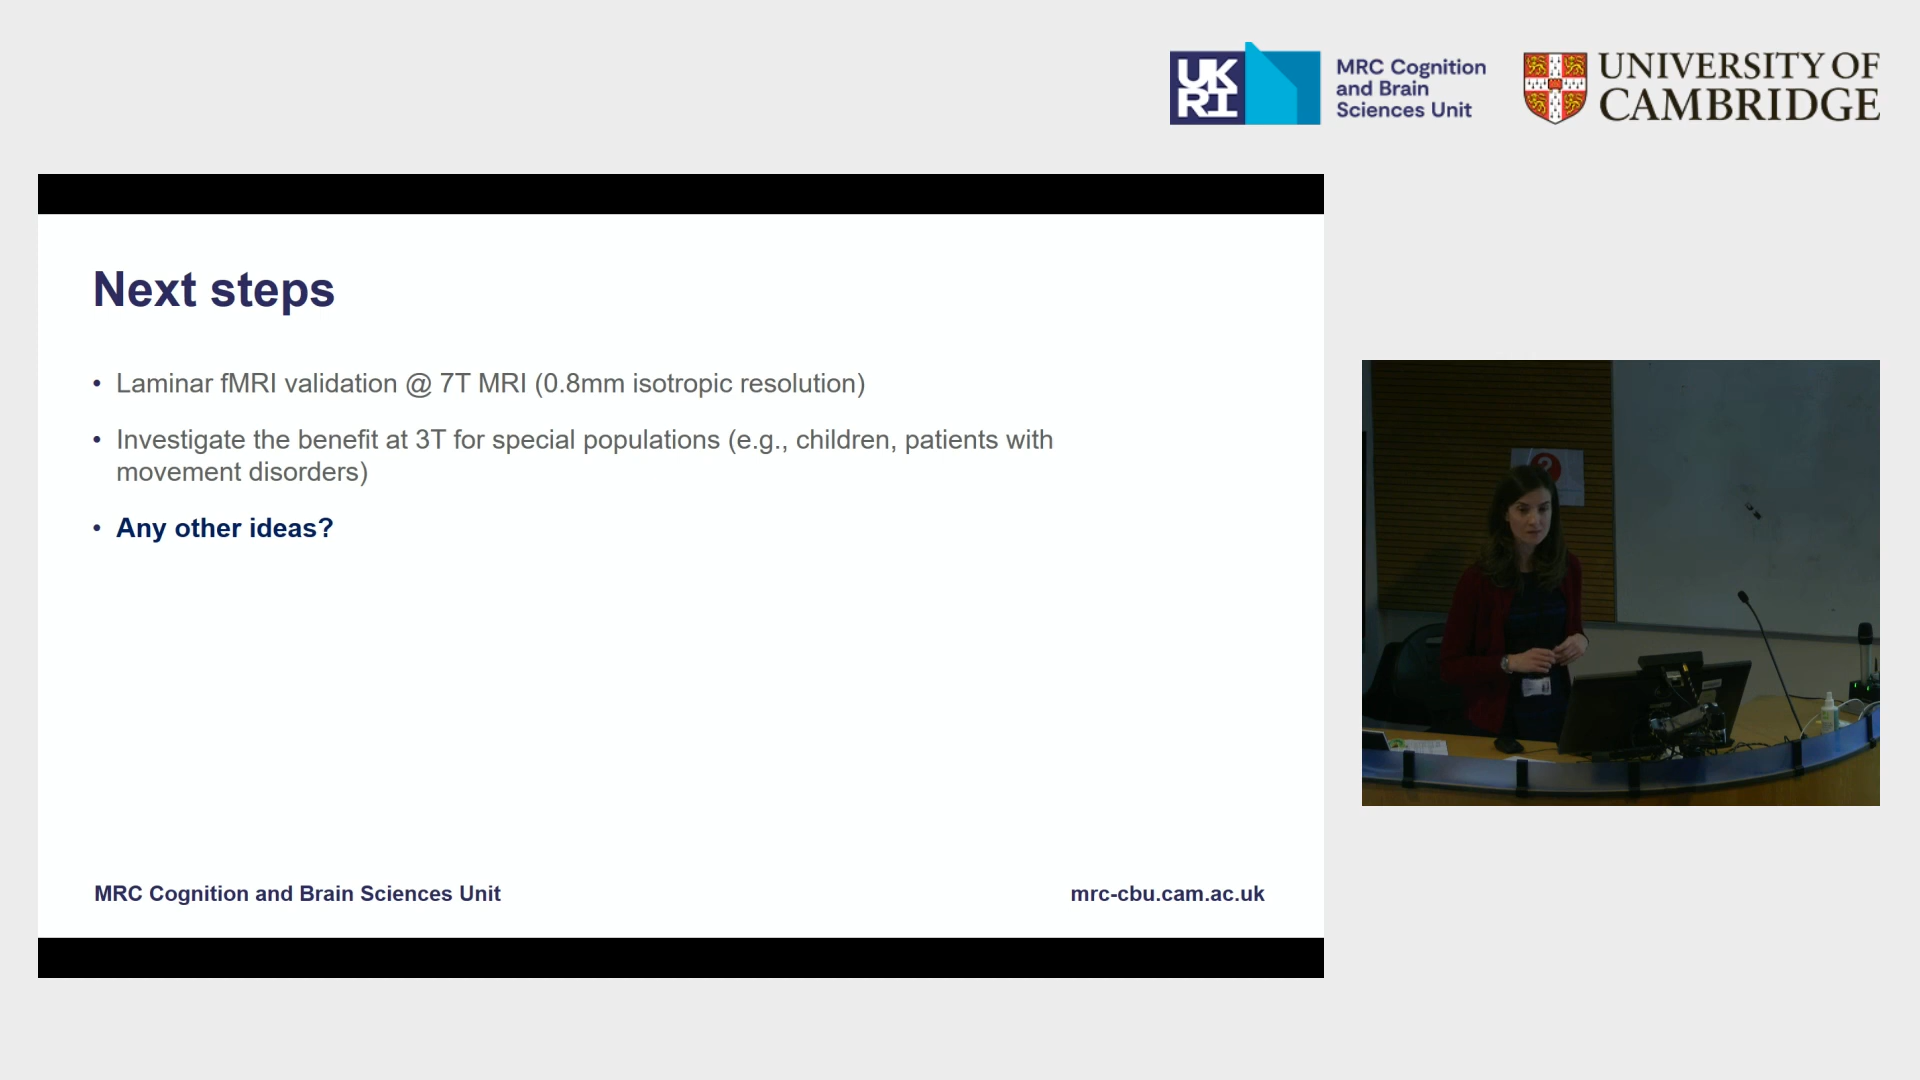 UK
RI
MRC Cognition
and Brain
Sciences Unit
UNIVERSITY OF
CAMBRIDGE
Next steps
• Laminar fMRI validation @ 7T MRI (0.8mm isotropic resolution)
• Investigate the benefit at 3T for special populations (e.g., children, patients with
movement disorders)
• Any other ideas?
MRC Cognition and Brain Sciences Unit
mrc-cbu.cam.ac.uk
?